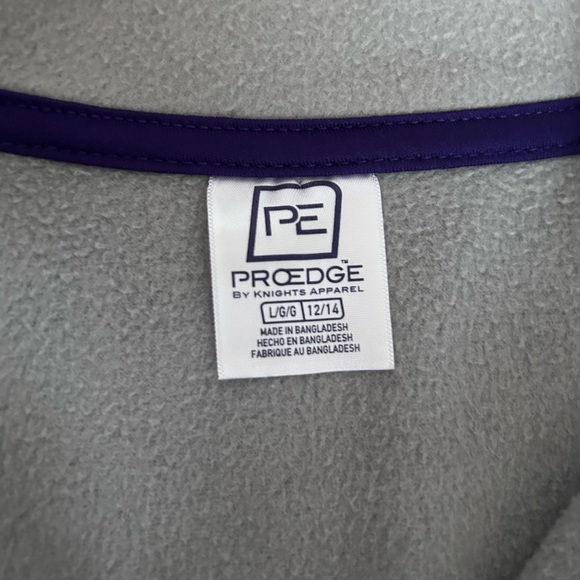 PE
PROEDGE™
BY KNIGHTS APPAREL
L/G/G 12/14
MADE IN BANGLADESH
HECHO EN BANGLADESH
FABRIQUE AU BANGLADESH